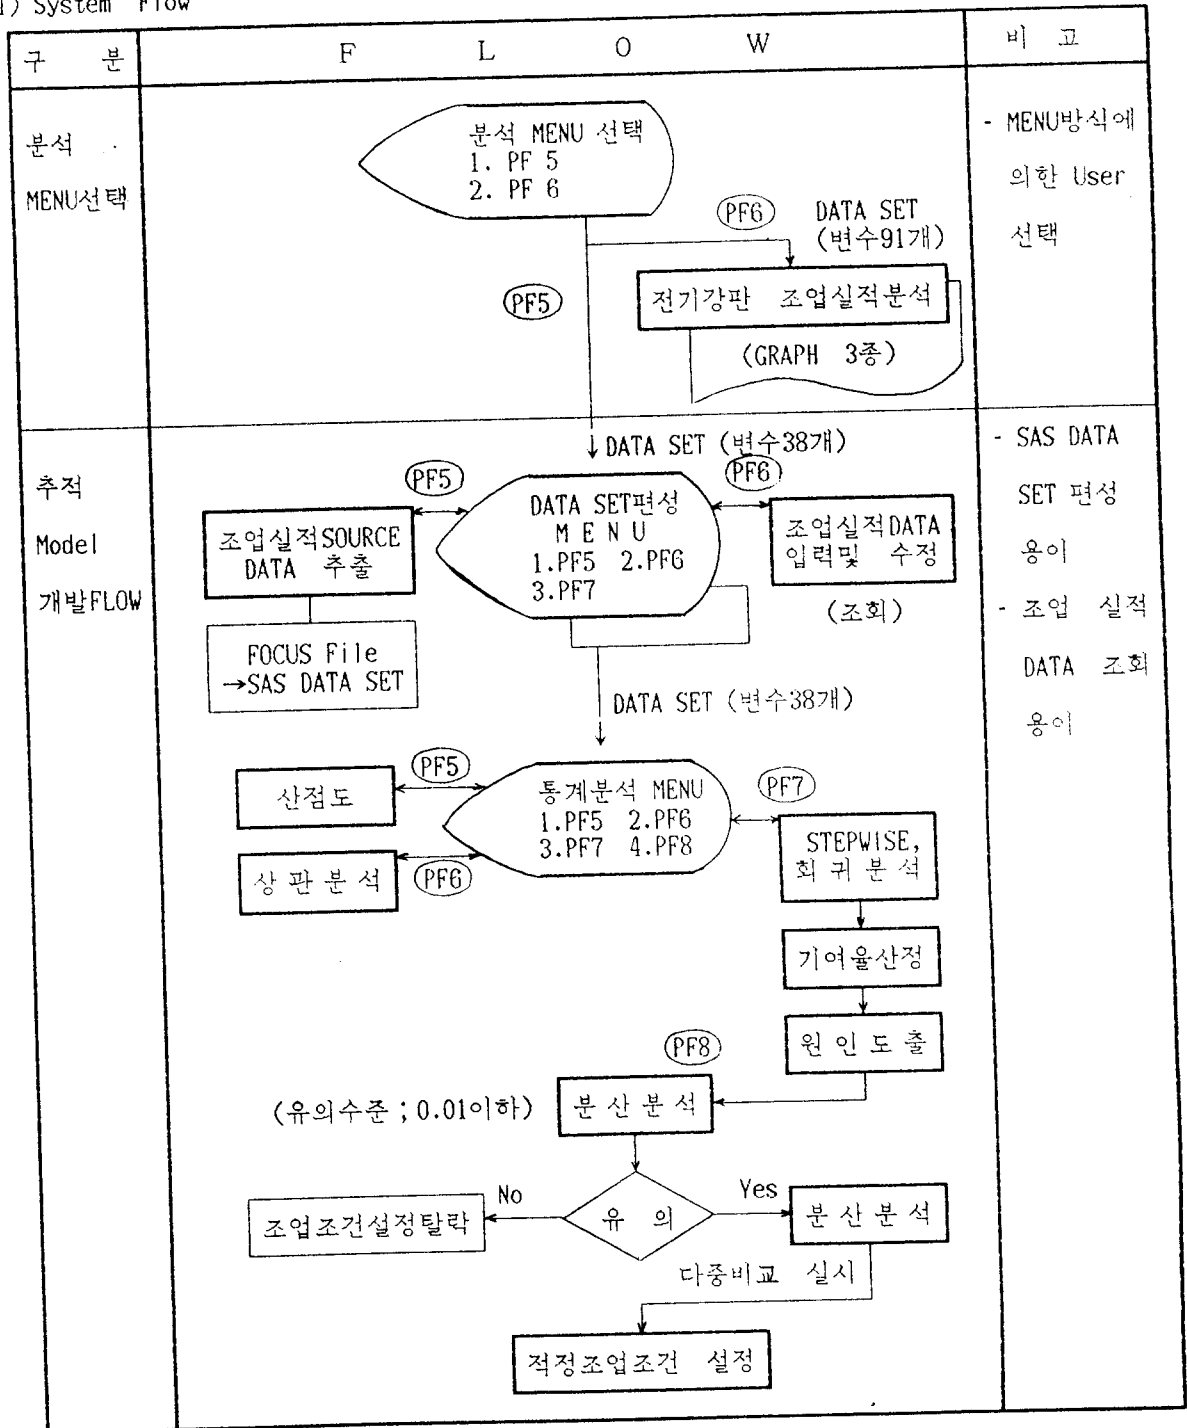 1) System Flow
구 분
F L O W
비 고
분석
MENU선택
분석 MENU 선택
1. PF 5
2. PF 6
PF6
DATA SET
(변수91개)
PF5
전기강판 조업실적분석
(GRAPH 3종)
- MENU방식에
의한 User
선택
추적
Model
개발FLOW
DATA SET (변수38개)
PF5
PF6
조업실적SOURCE
DATA 추출
DATA SET편성
M E N U
1.PF5 2.PF6
3.PF7
조업실적DATA
입력및 수정
(조회)
FOCUS File
→SAS DATA SET
DATA SET (변수38개)
- SAS DATA
SET 편성
용이
- 조업 실적
DATA 조회
용이
PF5
산점도
통계분석 MENU
1.PF5 2.PF6
3.PF7 4.PF8
PF7
상 관 분 석
PF6
STEPWISE,
회 귀 분 석
기여율산정
원 인 도 출
PF8
(유의수준 ; 0.01이하)
분 산 분 석
No
유 의
Yes
조업조건설정탈락
분 산 분 석
다중비교 실시
적정조업조건 설정